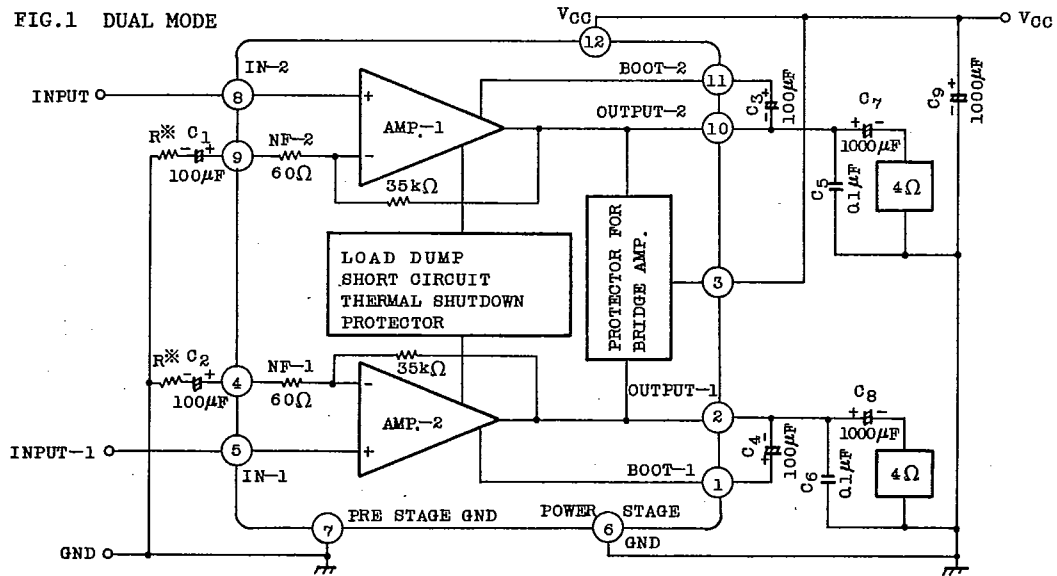 FIG.1 DUAL MODE
VCC
VCC
12
IN-2
BOOT-2
11
INPUT
8
+
AMP.-1
OUTPUT-2
10
C3
+
-
100μF
C7
+ -
1000μF
C9
+
-
1000μF
R※ C1
- +
100μF
9
NF-2
60Ω
-
35kΩ
C5
0.1μF
4Ω
LOAD DUMP
SHORT CIRCUIT
THERMAL SHUTDOWN
PROTECTOR
PROTECTOR FOR
BRIDGE AMP.
3
R※ C2
- +
100μF
4
NF-1
60Ω
35kΩ
-
AMP.-2
OUTPUT-1
2
C4
-
+
100μF
C8
+ -
1000μF
C6
0.1μF
4Ω
INPUT-1
5
IN-1
+
BOOT-1
1
7
PRE STAGE GND
POWER STAGE
6
GND
GND